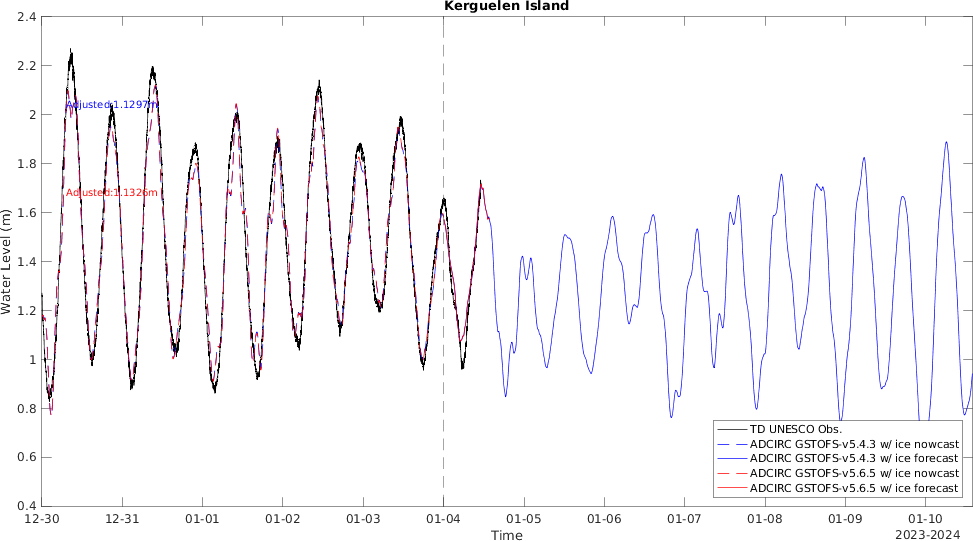 Kerguelen Island
2.4
2.2
2
1.8
1.6
1.4
1.2
1
0.8
0.6
0.4
Water Level (m)
Adjusted:1.1297m
Adjusted:1.1326m
TD UNESCO Obs.
ADCIRC GSTOFS-v5.4.3 w/ ice nowcast
ADCIRC GSTOFS-v5.4.3 w/ ice forecast
ADCIRC GSTOFS-v5.6.5 w/ ice nowcast
ADCIRC GSTOFS-v5.6.5 w/ ice forecast
12-30 12-31 01-01 01-02 01-03 01-04 01-05 01-06 01-07 01-08 01-09 01-10
Time
2023-2024